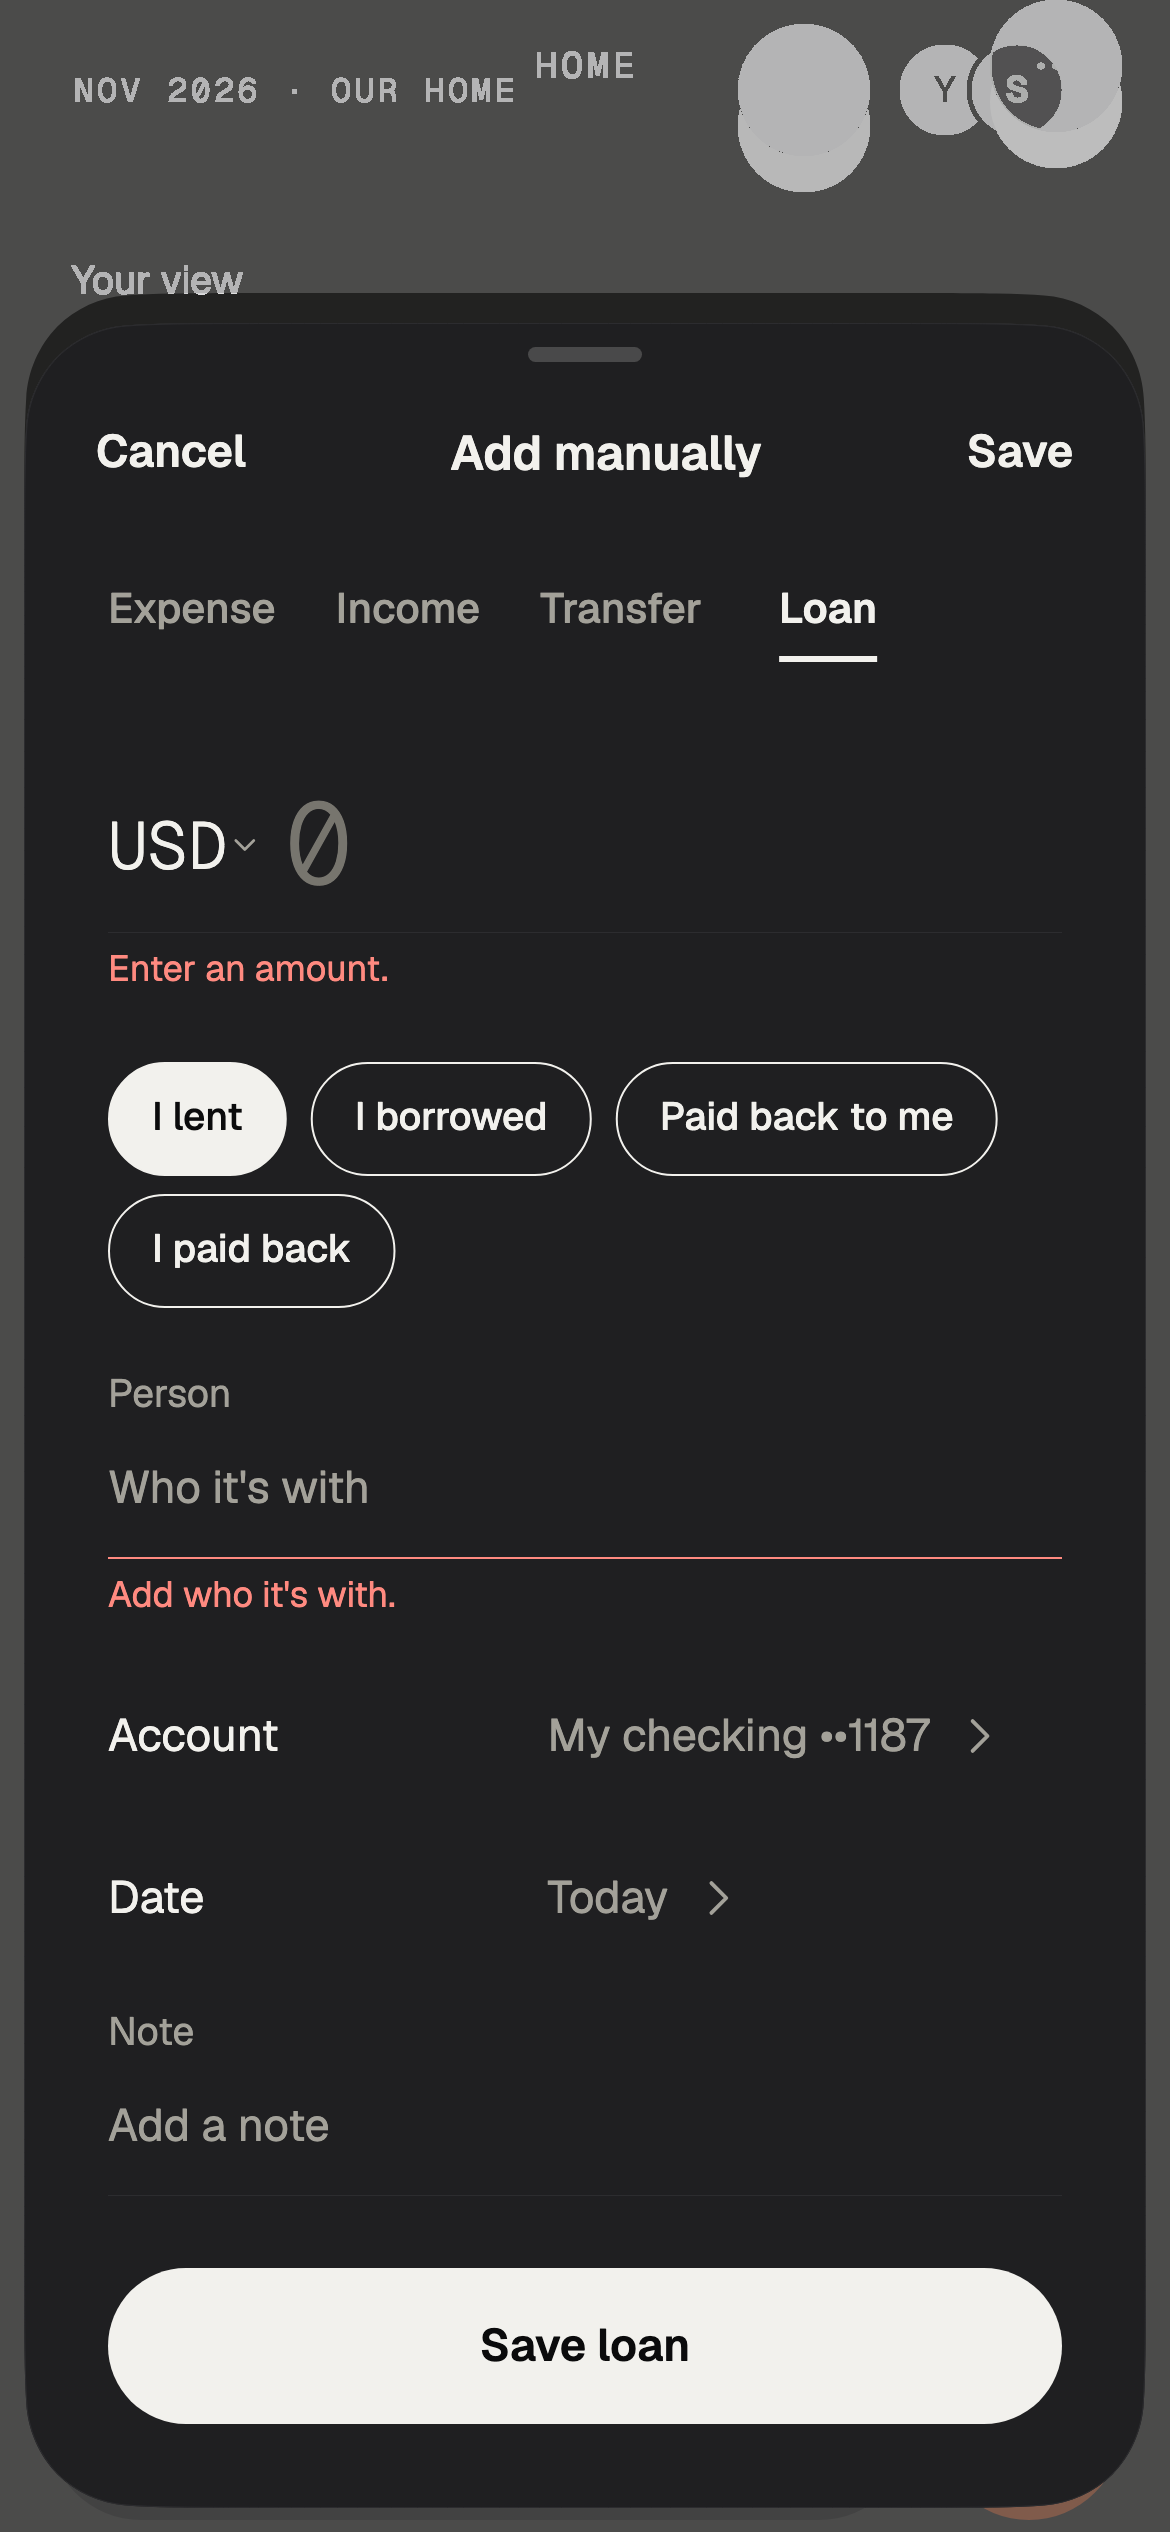 NOV 2026 · OUR HOME
HOME
Y
S
Your view
Cancel
Add manually
Save
Expense
Income
Transfer
Loan
USD 0
Enter an amount.
I lent
I borrowed
Paid back to me
I paid back
Person
Who it's with
Add who it's with.
Account
My checking ••1187
Date
Today
Note
Add a note
Save loan